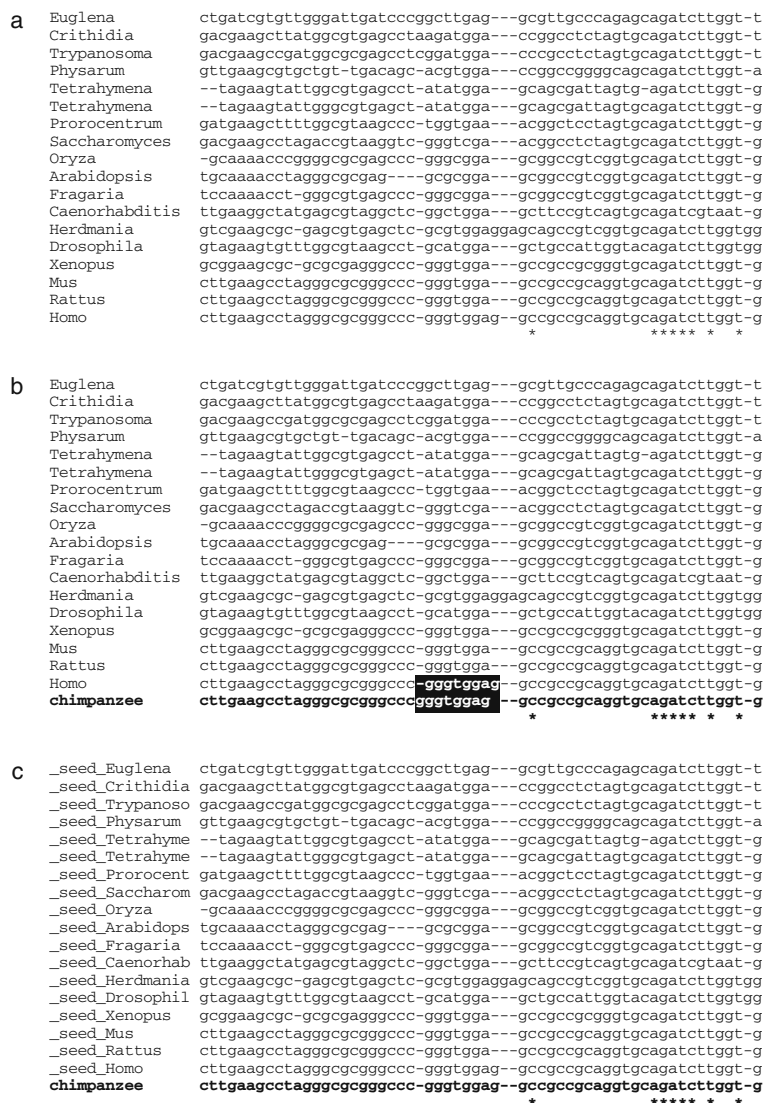 a Euglena ctgatcgtgttgggattgatcccggcttgag---gcgttgcccagagcagatcttggt-t
Crithidia gacgaagcttatggcgtgagcctaagatgga---ccggcctctagtgcagatcttggt-t
Trypanosoma gacgaagccgatggcgcgagcctcggatgga---cccgcctctagtgcagatcttggt-t
Physarum gttgaagcgtgctgt-tgacagc-acgtgga---ccggccggggcagcagatcttggt-a
Tetrahymena --tagaagtattggcgtgagcct-atatgga---gcagcgattagtg-agatcttggt-g
Tetrahymena --tagaagtattgggcgtgagct-atatgga---gcagcgattagtgcagatcttggt-g
Prorocentrum gatgaagcttttggcgtaagccc-tggtgaa---acggctcctagtgcagatcttggt-g
Saccharomyces gacgaagcctagaccgtaaggtc-gggtcga---acggcctctagtgcagatcttggt-g
Oryza -gcaaaacccggggcgcgagccc-gggcgga---gcggccgtcggtgcagatcttggt-g
Arabidopsis tgcaaaacctagggcgcgag----gcgcgga---gcggccgtcggtgcagatcttggt-g
Fragaria tccaaaacct-gggcgtgagccc-gggcgga---gcggccgtcggtgcagatcttggt-g
Caenorhabditis ttgaaggctatgagcgtaggctc-ggctgga---gcttccgtcagtgcagatcgtaat-g
Herdmania gtcgaagcgc-gagcgtgagctc-gcgtggaggagcagccgtcggtgcagatcttggtgg
Drosophila gtagaagtgtttggcgtaagcct-gcatgga---gctgccattggtacagatcttggtgg
Xenopus gcggaagcgc-gcgcgagggccc-gggtgga---gccgccgcgggtgcagatcttggt-g
Mus cttgaagcctagggcgcgggccc-gggtgga---gccgccgcaggtgcagatcttggt-g
Rattus cttgaagcctagggcgcgggccc-gggtgga---gccgccgcaggtgcagatcttggt-g
Homo cttgaagcctagggcgcgggccc-gggtggag--gccgccgcaggtgcagatcttggt-g
* ***** * *
b Euglena ctgatcgtgttgggattgatcccggcttgag---gcgttgcccagagcagatcttggt-t
Crithidia gacgaagcttatggcgtgagcctaagatgga---ccggcctctagtgcagatcttggt-t
Trypanosoma gacgaagccgatggcgcgagcctcggatgga---cccgcctctagtgcagatcttggt-t
Physarum gttgaagcgtgctgt-tgacagc-acgtgga---ccggccggggcagcagatcttggt-a
Tetrahymena --tagaagtattggcgtgagcct-atatgga---gcagcgattagtg-agatcttggt-g
Tetrahymena --tagaagtattgggcgtgagct-atatgga---gcagcgattagtgcagatcttggt-g
Prorocentrum gatgaagcttttggcgtaagccc-tggtgaa---acggctcctagtgcagatcttggt-g
Saccharomyces gacgaagcctagaccgtaaggtc-gggtcga---acggcctctagtgcagatcttggt-g
Oryza -gcaaaacccggggcgcgagccc-gggcgga---gcggccgtcggtgcagatcttggt-g
Arabidopsis tgcaaaacctagggcgcgag----gcgcgga---gcggccgtcggtgcagatcttggt-g
Fragaria tccaaaacct-gggcgtgagccc-gggcgga---gcggccgtcggtgcagatcttggt-g
Caenorhabditis ttgaaggctatgagcgtaggctc-ggctgga---gcttccgtcagtgcagatcgtaat-g
Herdmania gtcgaagcgc-gagcgtgagctc-gcgtggaggagcagccgtcggtgcagatcttggtgg
Drosophila gtagaagtgtttggcgtaagcct-gcatgga---gctgccattggtacagatcttggtgg
Xenopus gcggaagcgc-gcgcgagggccc-gggtgga---gccgccgcgggtgcagatcttggt-g
Mus cttgaagcctagggcgcgggccc-gggtgga---gccgccgcaggtgcagatcttggt-g
Rattus cttgaagcctagggcgcgggccc-gggtgga---gccgccgcaggtgcagatcttggt-g
Homo cttgaagcctagggcgcgggccc-gggtggag--gccgccgcaggtgcagatcttggt-g
chimpanzee cttgaagcctagggcgcgggcccgggtggag ---gccgccgcaggtgcagatcttggt-g
* ***** * *
c _seed_Euglena ctgatcgtgttgggattgatcccggcttgag---gcgttgcccagagcagatcttggt-t
_seed_Crithidia gacgaagcttatggcgtgagcctaagatgga---ccggcctctagtgcagatcttggt-t
_seed_Trypanoso gacgaagccgatggcgcgagcctcggatgga---cccgcctctagtgcagatcttggt-t
_seed_Physarum gttgaagcgtgctgt-tgacagc-acgtgga---ccggccggggcagcagatcttggt-a
_seed_Tetrahyme --tagaagtattggcgtgagcct-atatgga---gcagcgattagtg-agatcttggt-g
_seed_Tetrahyme --tagaagtattgggcgtgagct-atatgga---gcagcgattagtgcagatcttggt-g
_seed_Prorocent gatgaagcttttggcgtaagccc-tggtgaa---acggctcctagtgcagatcttggt-g
_seed_Saccharom gacgaagcctagaccgtaaggtc-gggtcga---acggcctctagtgcagatcttggt-g
_seed_Oryza -gcaaaacccggggcgcgagccc-gggcgga---gcggccgtcggtgcagatcttggt-g
_seed_Arabidops tgcaaaacctagggcgcgag----gcgcgga---gcggccgtcggtgcagatcttggt-g
_seed_Fragaria tccaaaacct-gggcgtgagccc-gggcgga---gcggccgtcggtgcagatcttggt-g
_seed_Caenorhab ttgaaggctatgagcgtaggctc-ggctgga---gcttccgtcagtgcagatcgtaat-g
_seed_Herdmania gtcgaagcgc-gagcgtgagctc-gcgtggaggagcagccgtcggtgcagatcttggtgg
_seed_Drosophil gtagaagtgtttggcgtaagcct-gcatgga---gctgccattggtacagatcttggtgg
_seed_Xenopus gcggaagcgc-gcgcgagggccc-gggtgga---gccgccgcgggtgcagatcttggt-g
_seed_Mus cttgaagcctagggcgcgggccc-gggtgga---gccgccgcaggtgcagatcttggt-g
_seed_Rattus cttgaagcctagggcgcgggccc-gggtgga---gccgccgcaggtgcagatcttggt-g
_seed_Homo cttgaagcctagggcgcgggccc-gggtggag--gccgccgcaggtgcagatcttggt-g
chimpanzee cttgaagcctagggcgcgggccc-gggtggag--gccgccgcaggtgcagatcttggt-g
* ***** * *